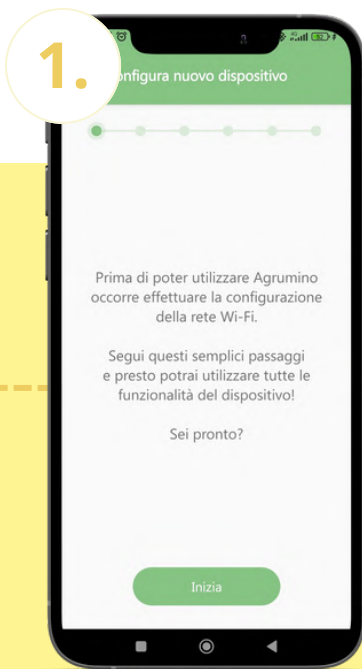 1.
onfigura nuovo dispositivo
Prima di poter utilizzare Agrumino
occorre effettuare la configurazione
della rete Wi-Fi.
Segui questi semplici passaggi
e presto potrai utilizzare tutte le
funzionalità del dispositivo!
Sei pronto?
Inizia